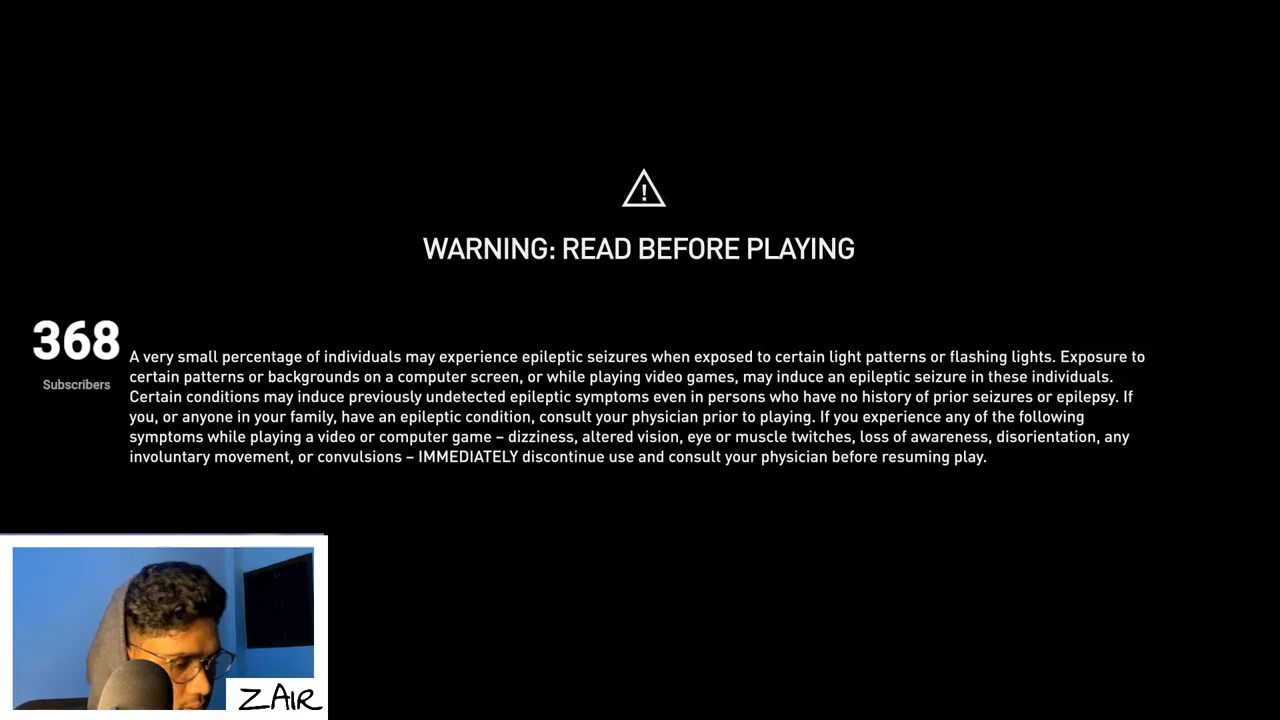 WARNING: READ BEFORE PLAYING
368
Subscribers
A very small percentage of individuals may experience epileptic seizures when exposed to certain light patterns or flashing lights. Exposure to
certain patterns or backgrounds on a computer screen, or while playing video games, may induce an epileptic seizure in these individuals.
Certain conditions may induce previously undetected epileptic symptoms even in persons who have no history of prior seizures or epilepsy. If
you, or anyone in your family, have an epileptic condition, consult your physician prior to playing. If you experience any of the following
symptoms while playing a video or computer game – dizziness, altered vision, eye or muscle twitches, loss of awareness, disorientation, any
involuntary movement, or convulsions – IMMEDIATELY discontinue use and consult your physician before resuming play.
ZAIR